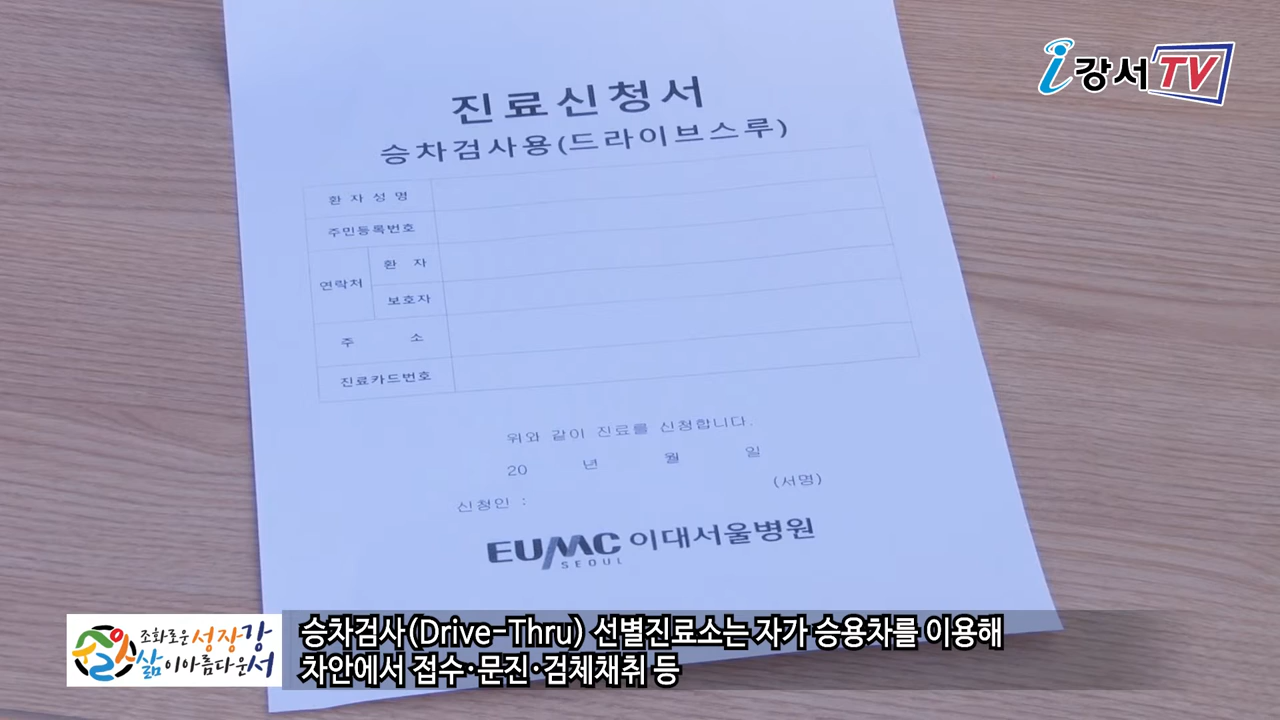 i강서TV
진료신청서
승차검사용(드라이브스루)
환 자 성 명
주민등록번호
연락처
환 자
보호자
주 소
진료카드번호
위와 같이 진료를 신청합니다.
20 년 월 일
신청인 : (서명)
EUMC 이대서울병원
SEOUL
조화로운 성장 강
삶이아름다운서
승차검사(Drive-Thru) 선별진료소는 자가 승용차를 이용해
차안에서 접수·문진·검체채취 등